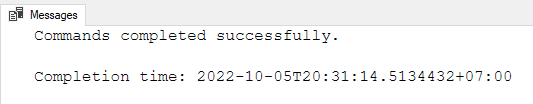 Messages
Commands completed successfully.
Completion time: 2022-10-05T20:31:14.5134432+07:00